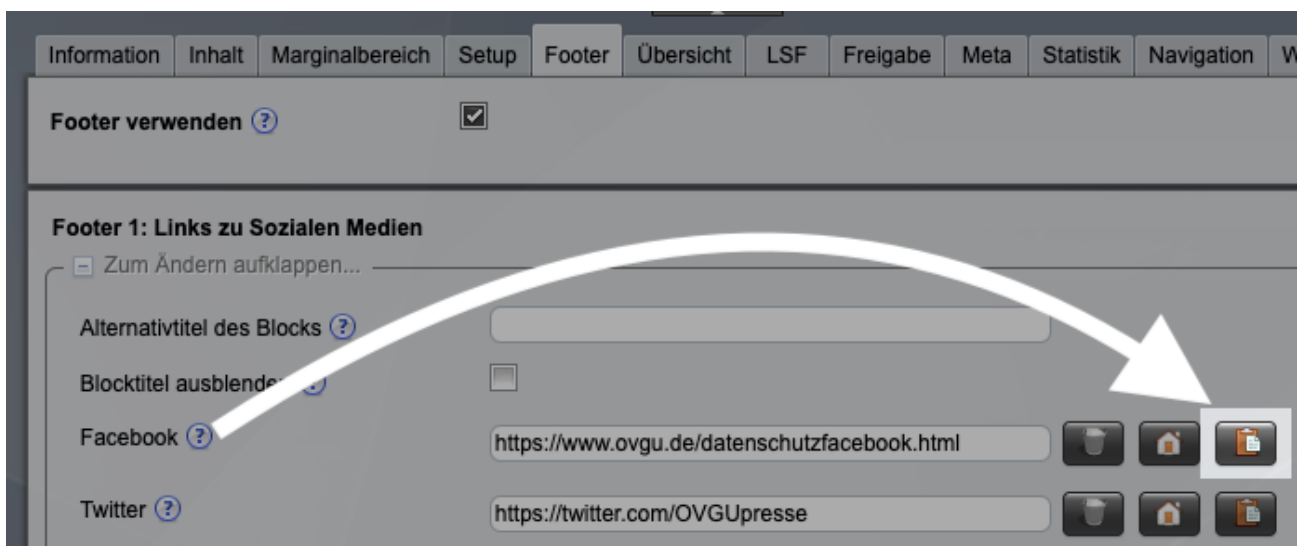 Information Inhalt Marginalbereich Setup Footer Übersicht LSF Freigabe Meta Statistik Navigation
Footer verwenden ?
Footer 1: Links zu Sozialen Medien
Zum Ändern aufklappen...
Alternativtitel des Blocks ?
Blocktitel ausblenden ?
Facebook ? https://www.ovgu.de/datenschutzfacebook.html
Twitter ? https://twitter.com/OVGUpresse